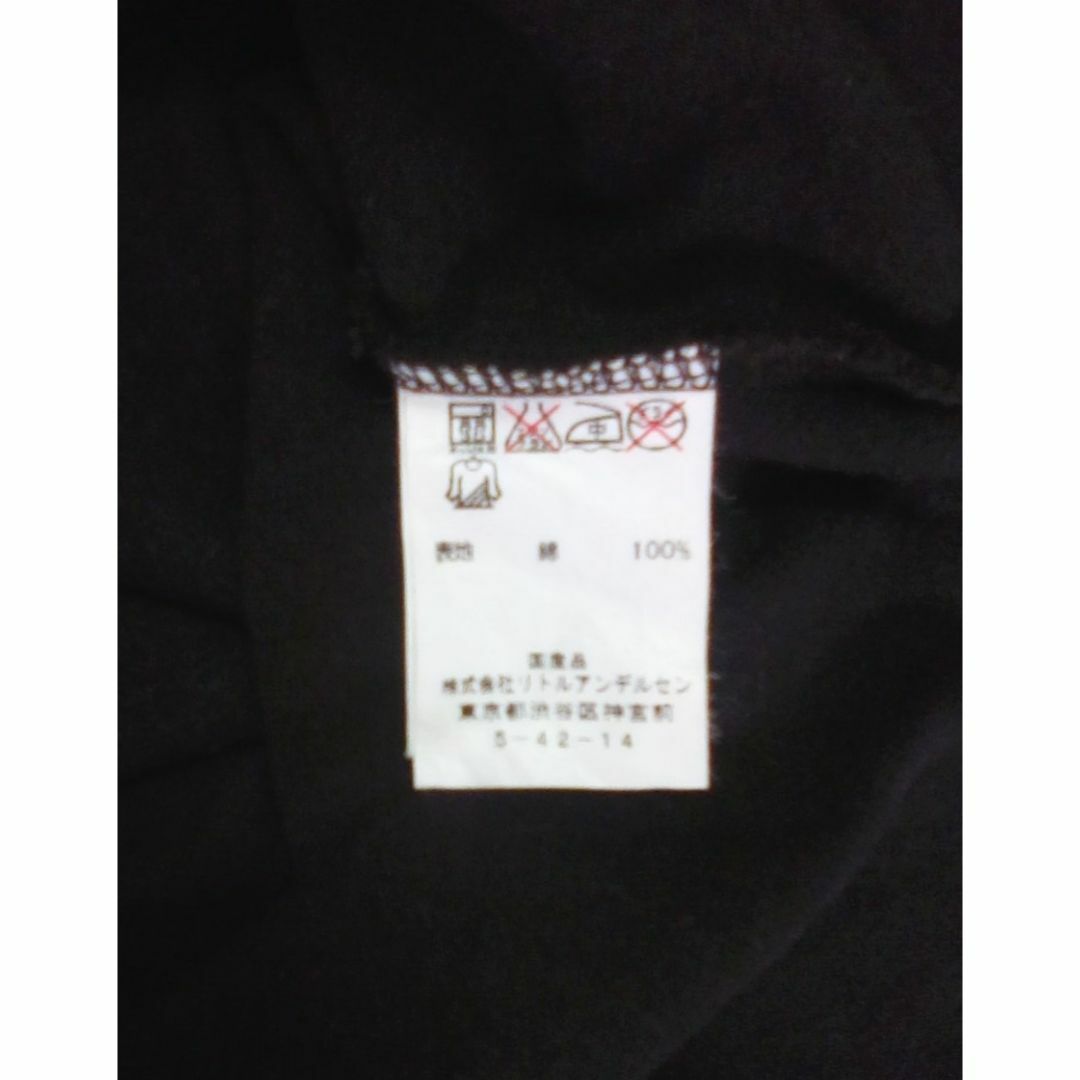 中
表地 綿 100%
国産品
株式会社リトルアンデルセン
東京都渋谷区神宮前
5-42-14